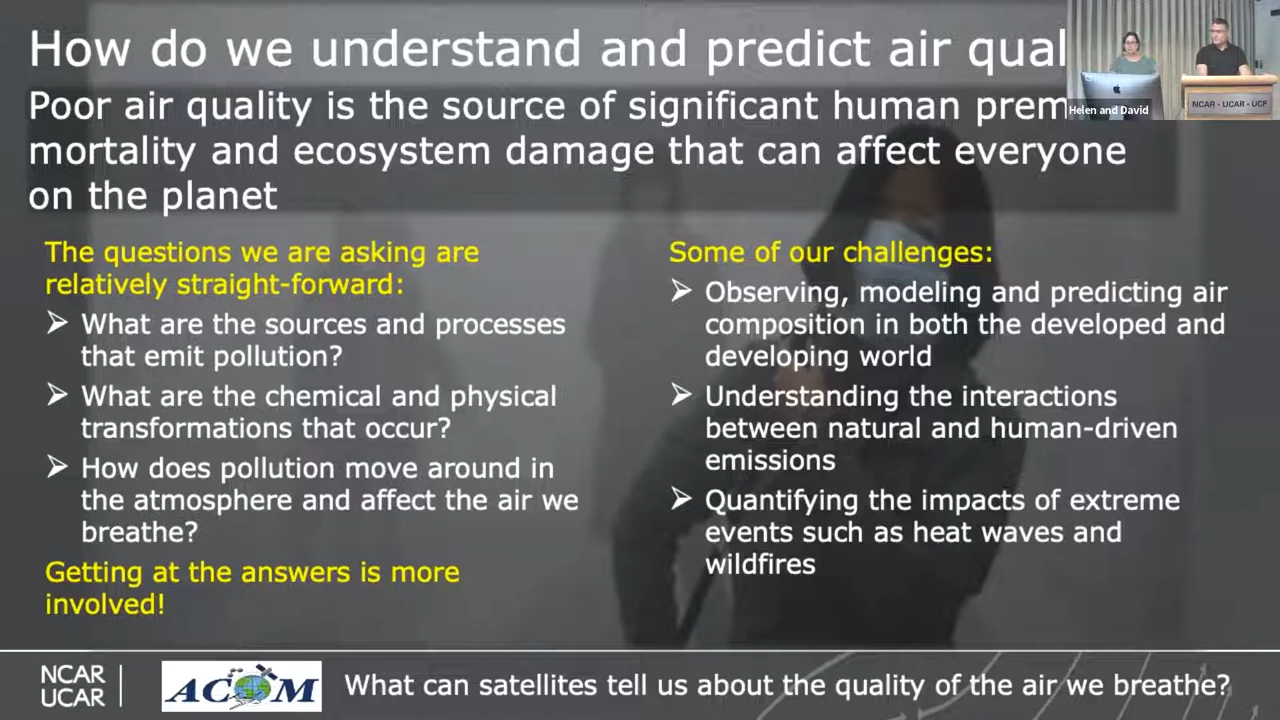 How do we understand and predict air qual
Poor air quality is the source of significant human prem
mortality and ecosystem damage that can affect everyone
on the planet
The questions we are asking are
relatively straight-forward:
➢ What are the sources and processes
that emit pollution?
➢ What are the chemical and physical
transformations that occur?
➢ How does pollution move around in
the atmosphere and affect the air we
breathe?
Getting at the answers is more
involved!
Some of our challenges:
➢ Observing, modeling and predicting air
composition in both the developed and
developing world
➢ Understanding the interactions
between natural and human-driven
emissions
➢ Quantifying the impacts of extreme
events such as heat waves and
wildfires
NCAR · UCAR · UCP
Helen and David
NCAR
UCAR
ACOM
What can satellites tell us about the quality of the air we breathe?